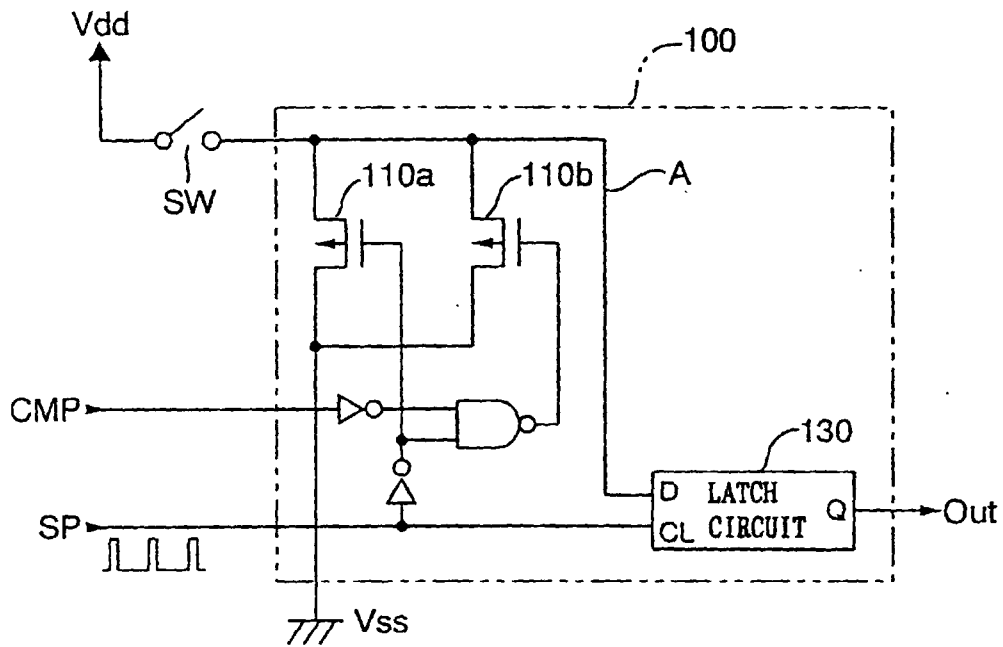 Vdd
100
SW
110a
110b
A
CMP
130
D
LATCH
CIRCUIT
Q
CL
Out
SP
Vss